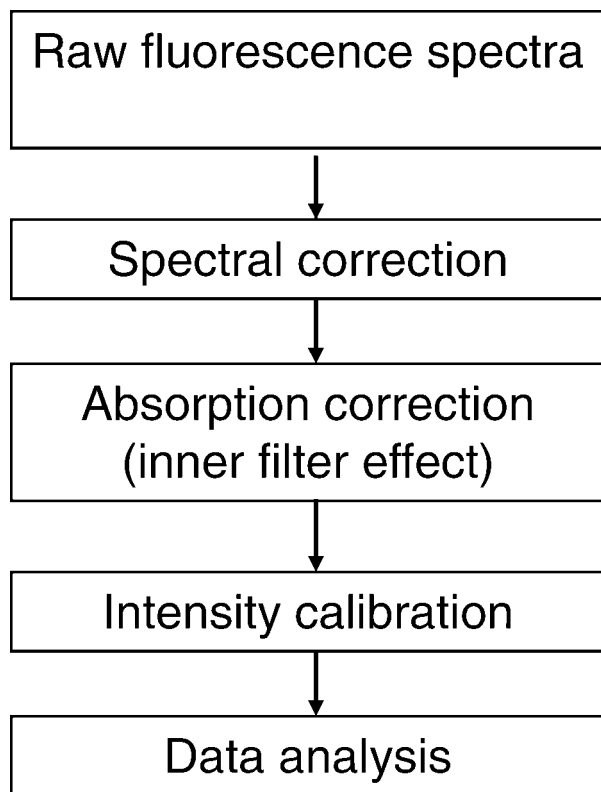 Raw fluorescence spectra
Spectral correction
Absorption correction
(inner filter effect)
Intensity calibration
Data analysis